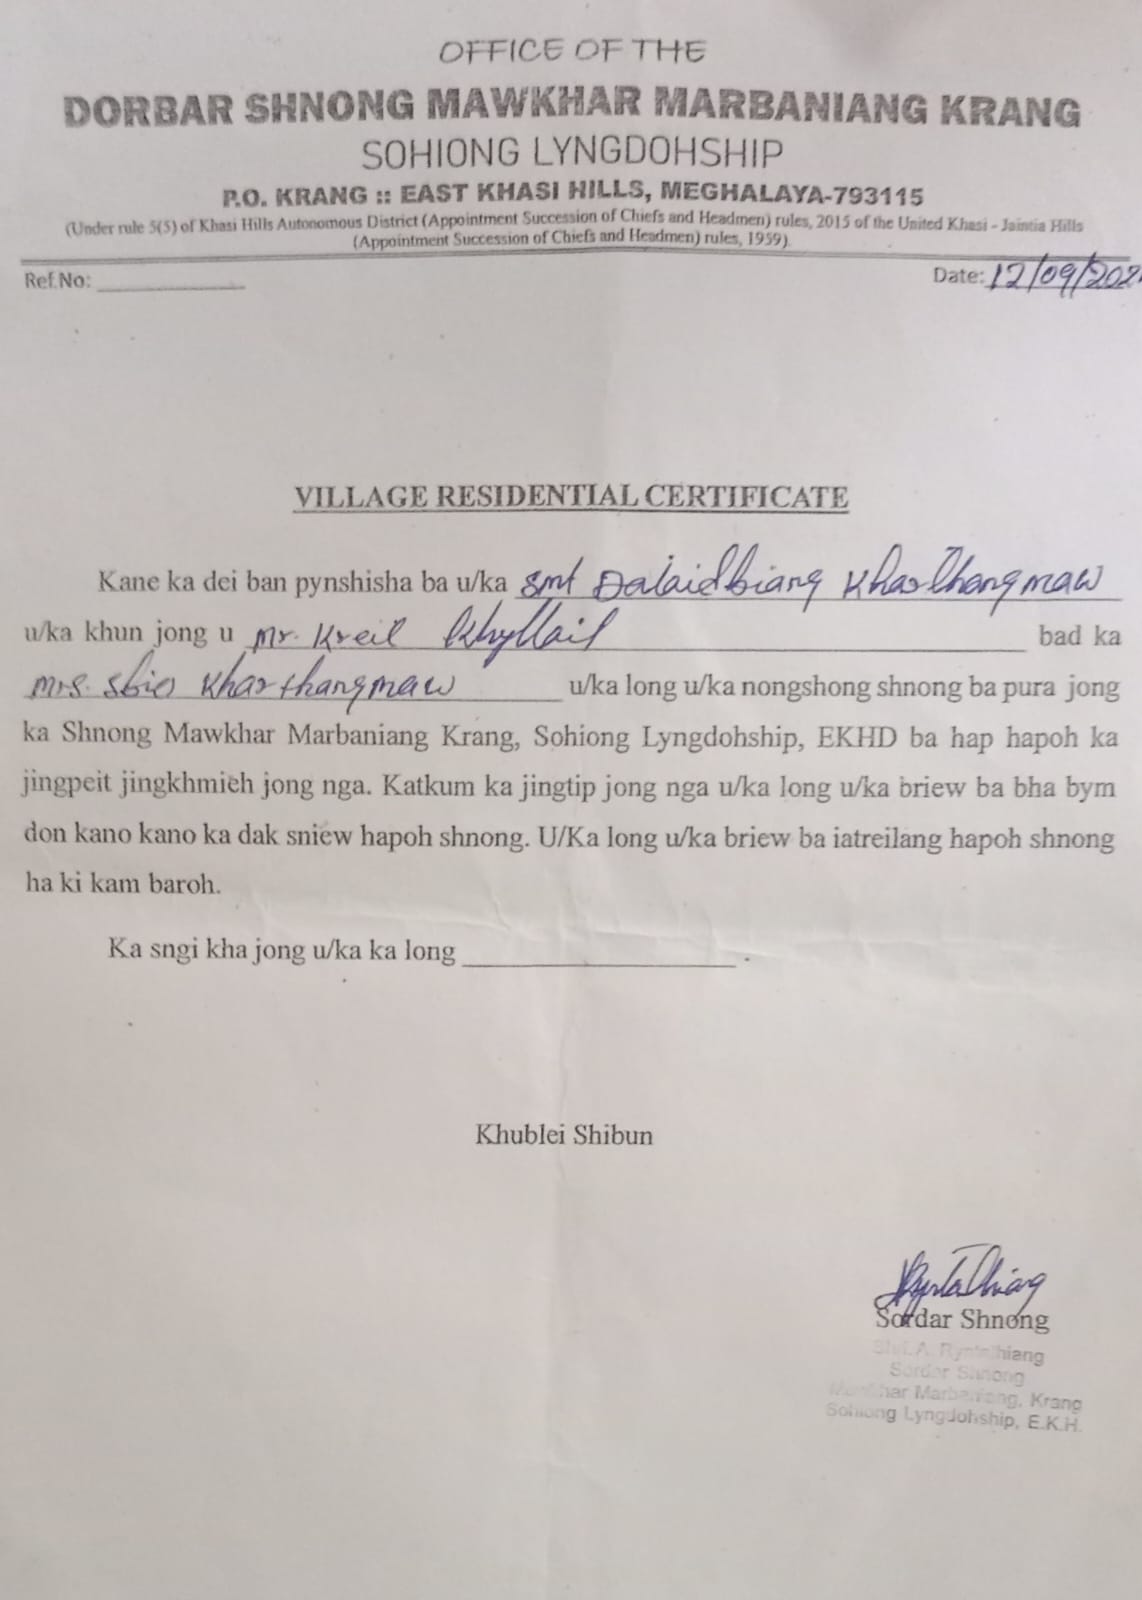 OFFICE OF THE
DORBAR SHNONG MAWKHAR MARBANIANG KRANG
SOHIONG LYNGDOHSHIP
P.O. KRANG :: EAST KHASI HILLS, MEGHALAYA-793115
(Under rule 5(5) of Khasi Hills Autonomous District (Appointment Succession of Chiefs and Headmen) rules, 2015 of the United Khasi - Jaintia Hills
(Appointment Succession of Chiefs and Headmen) rules, 1959)
Ref.No: Date: 12/09/202
VILLAGE RESIDENTIAL CERTIFICATE
Kane ka dei ban pynshisha ba u/ka Smt Dalaidbiang Kharthangmaw
u/ka khun jong u Mr. Kreil Khyllait bad ka
Mrs. Kharthangmaw u/ka long u/ka nongshong shnong ba pura jong
ka Shnong Mawkhar Marbaniang Krang, Sohiong Lyngdohship, EKHD ba hap hapoh ka
jingpeit jingkhmieh jong nga. Katkum ka jingtip jong nga u/ka long u/ka briew ba bha bym
don kano kano ka dak sniew hapoh shnong. U/Ka long u/ka briew ba iatreilang hapoh shnong
ha ki kam baroh.
Ka sngi kha jong u/ka ka long .
Khublei Shibun
Sordar Shnong
Sordar Shnong
Mawkhar Marbaniang, Krang
Sohiong Lyngdohship, E.K.H.